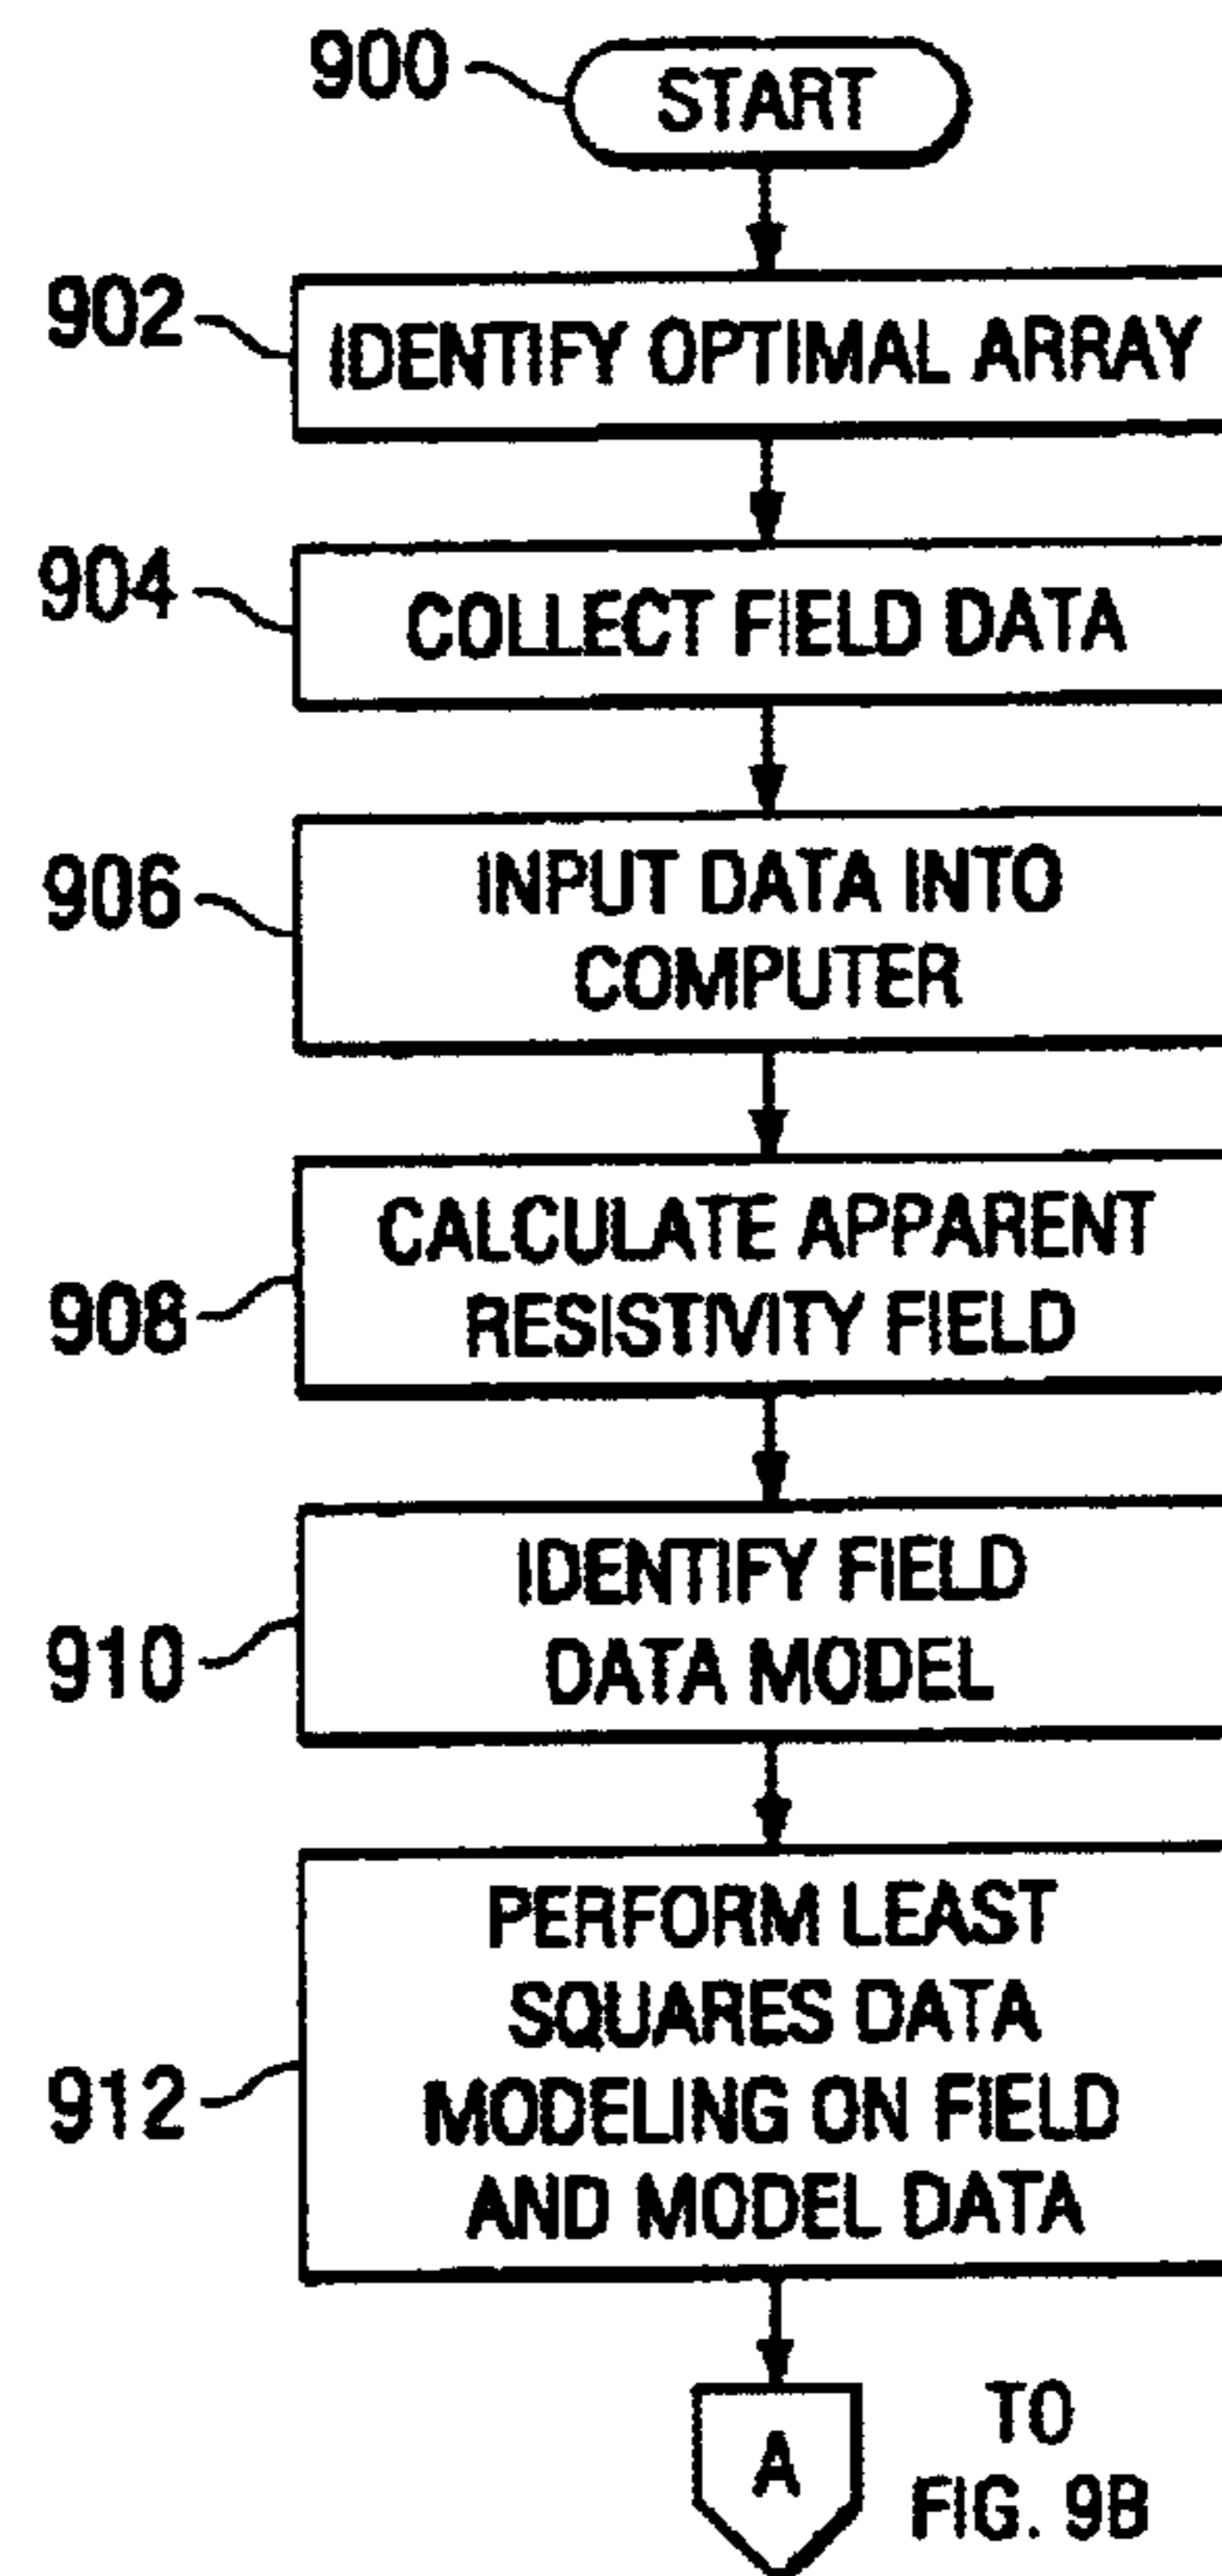 900
START
902
IDENTIFY OPTIMAL ARRAY
904
COLLECT FIELD DATA
906
INPUT DATA INTO
COMPUTER
908
CALCULATE APPARENT
RESISTIVITY FIELD
910
IDENTIFY FIELD
DATA MODEL
912
PERFORM LEAST
SQUARES DATA
MODELING ON FIELD
AND MODEL DATA
A
TO
FIG. 9B